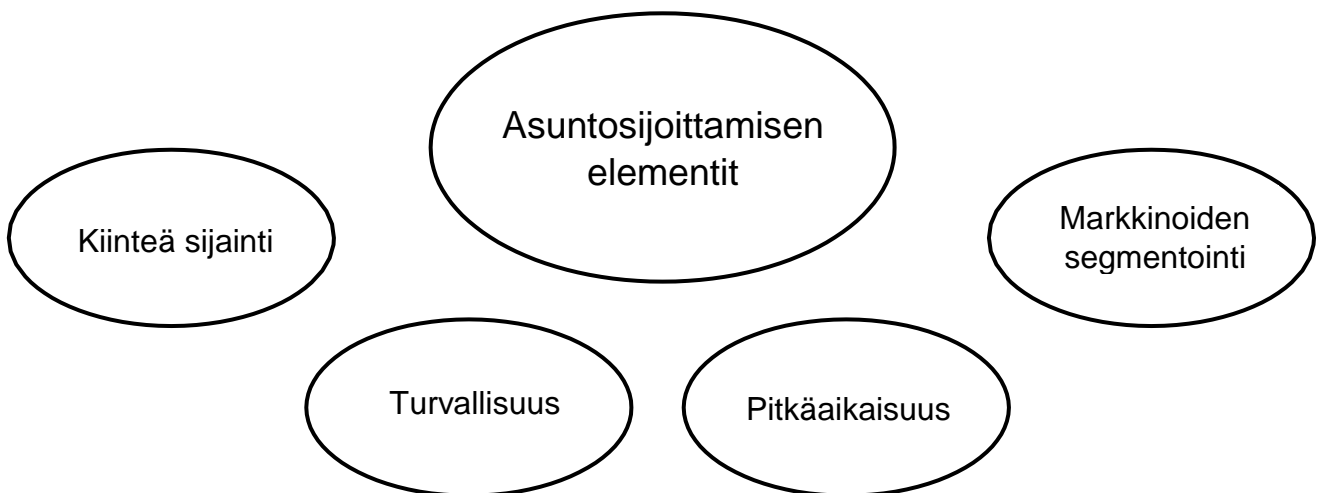 Asuntosijoittamisen
elementit
Kiinteä sijainti
Markkinoiden
segmentointi
Turvallisuus
Pitkäaikaisuus